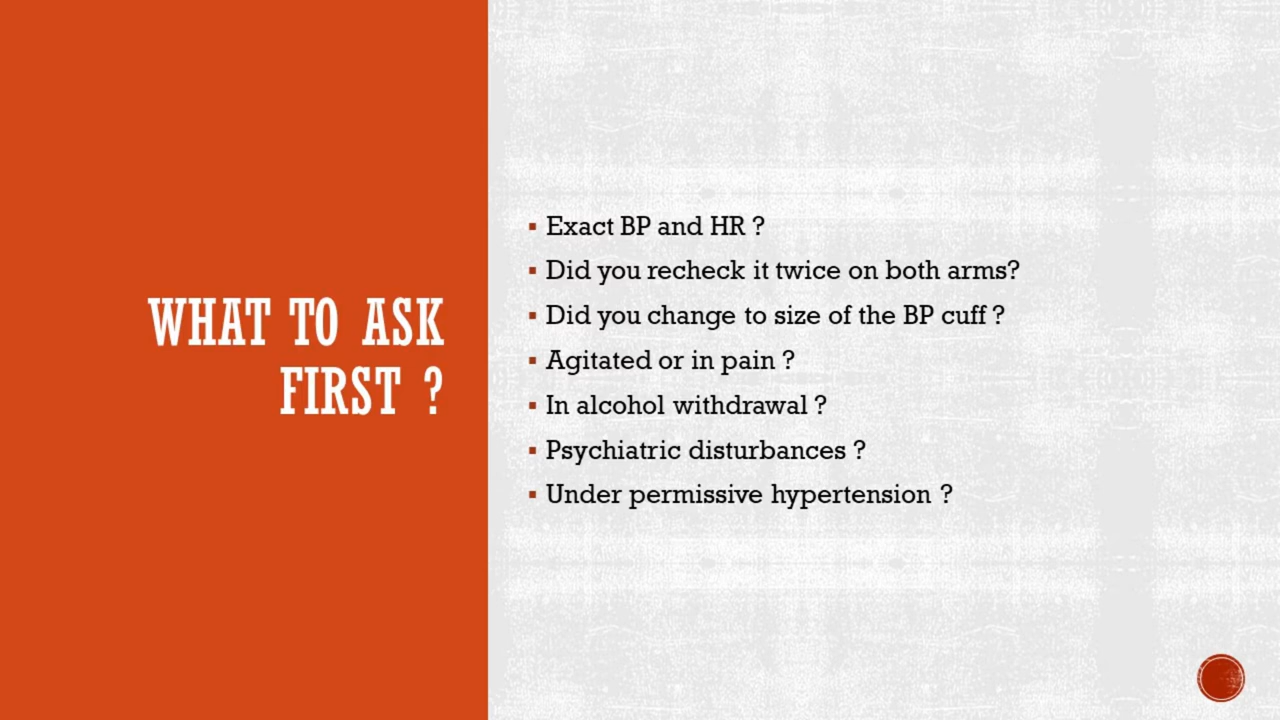 WHAT TO ASK
FIRST ?
▪ Exact BP and HR ?
▪ Did you recheck it twice on both arms?
▪ Did you change to size of the BP cuff ?
▪ Agitated or in pain ?
▪ In alcohol withdrawal ?
▪ Psychiatric disturbances ?
▪ Under permissive hypertension ?